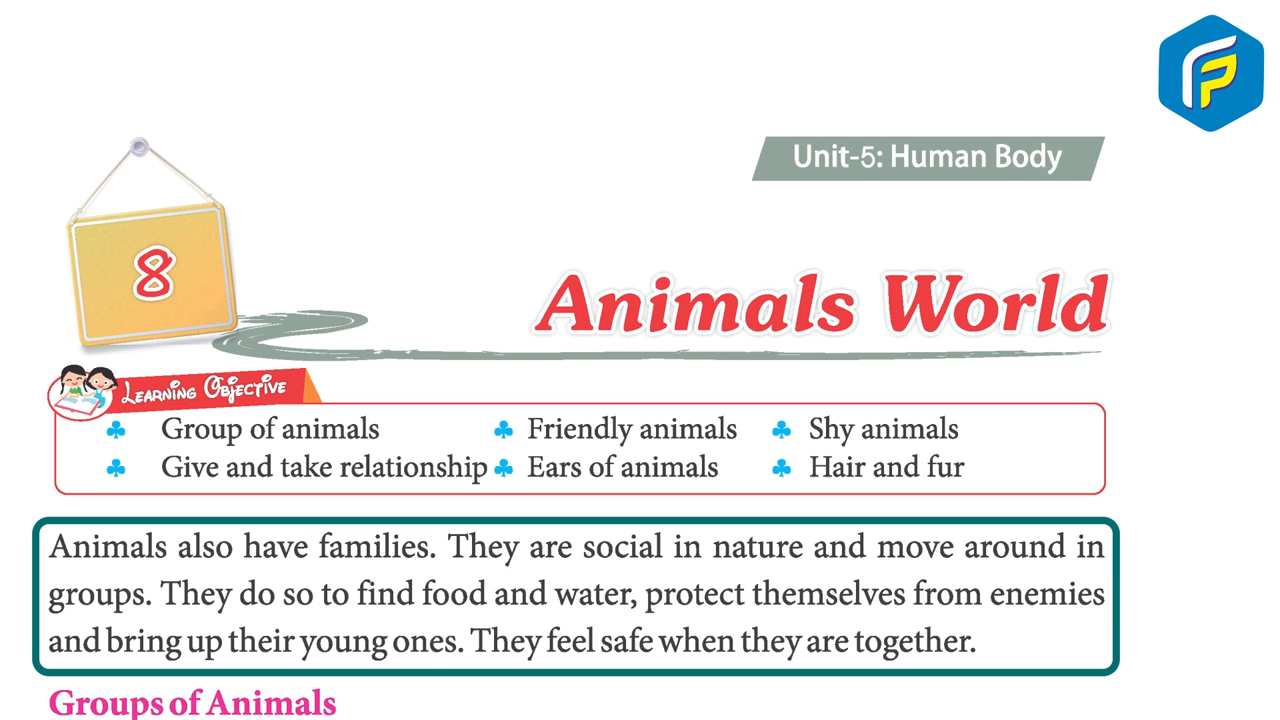 Unit-5: Human Body
8
Animals World
Learning Objective
Group of animals
Friendly animals
Shy animals
Give and take relationship
Ears of animals
Hair and fur
Animals also have families. They are social in nature and move around in
groups. They do so to find food and water, protect themselves from enemies
and bring up their young ones. They feel safe when they are together.
Groups of Animals